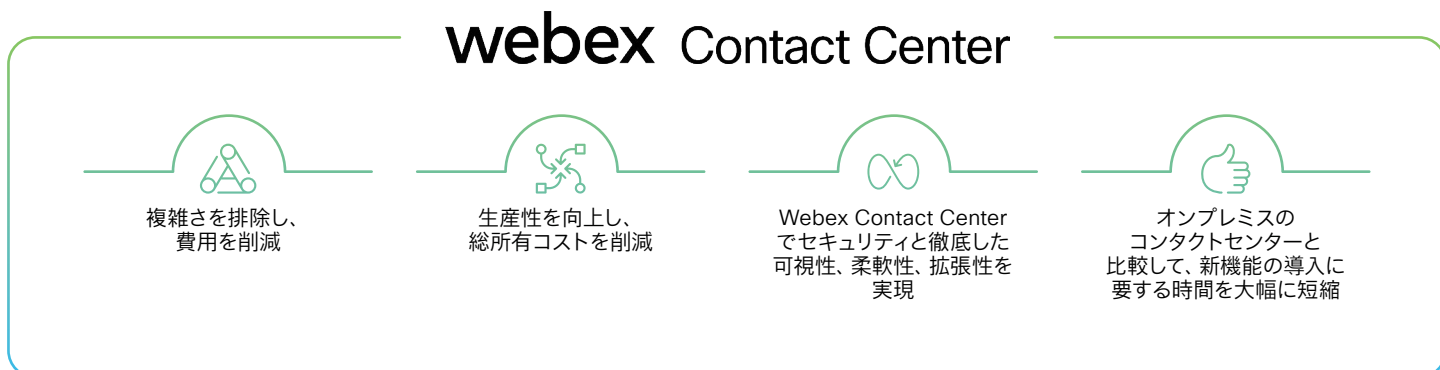 webex Contact Center
複雑さを排除し、
費用を削減
生産性を向上し、
総所有コストを削減
Webex Contact Center
でセキュリティと徹底した
可視性、柔軟性、拡張性を
実現
オンプレミスの
コンタクトセンターと
比較して、新機能の導入に
要する時間を大幅に短縮